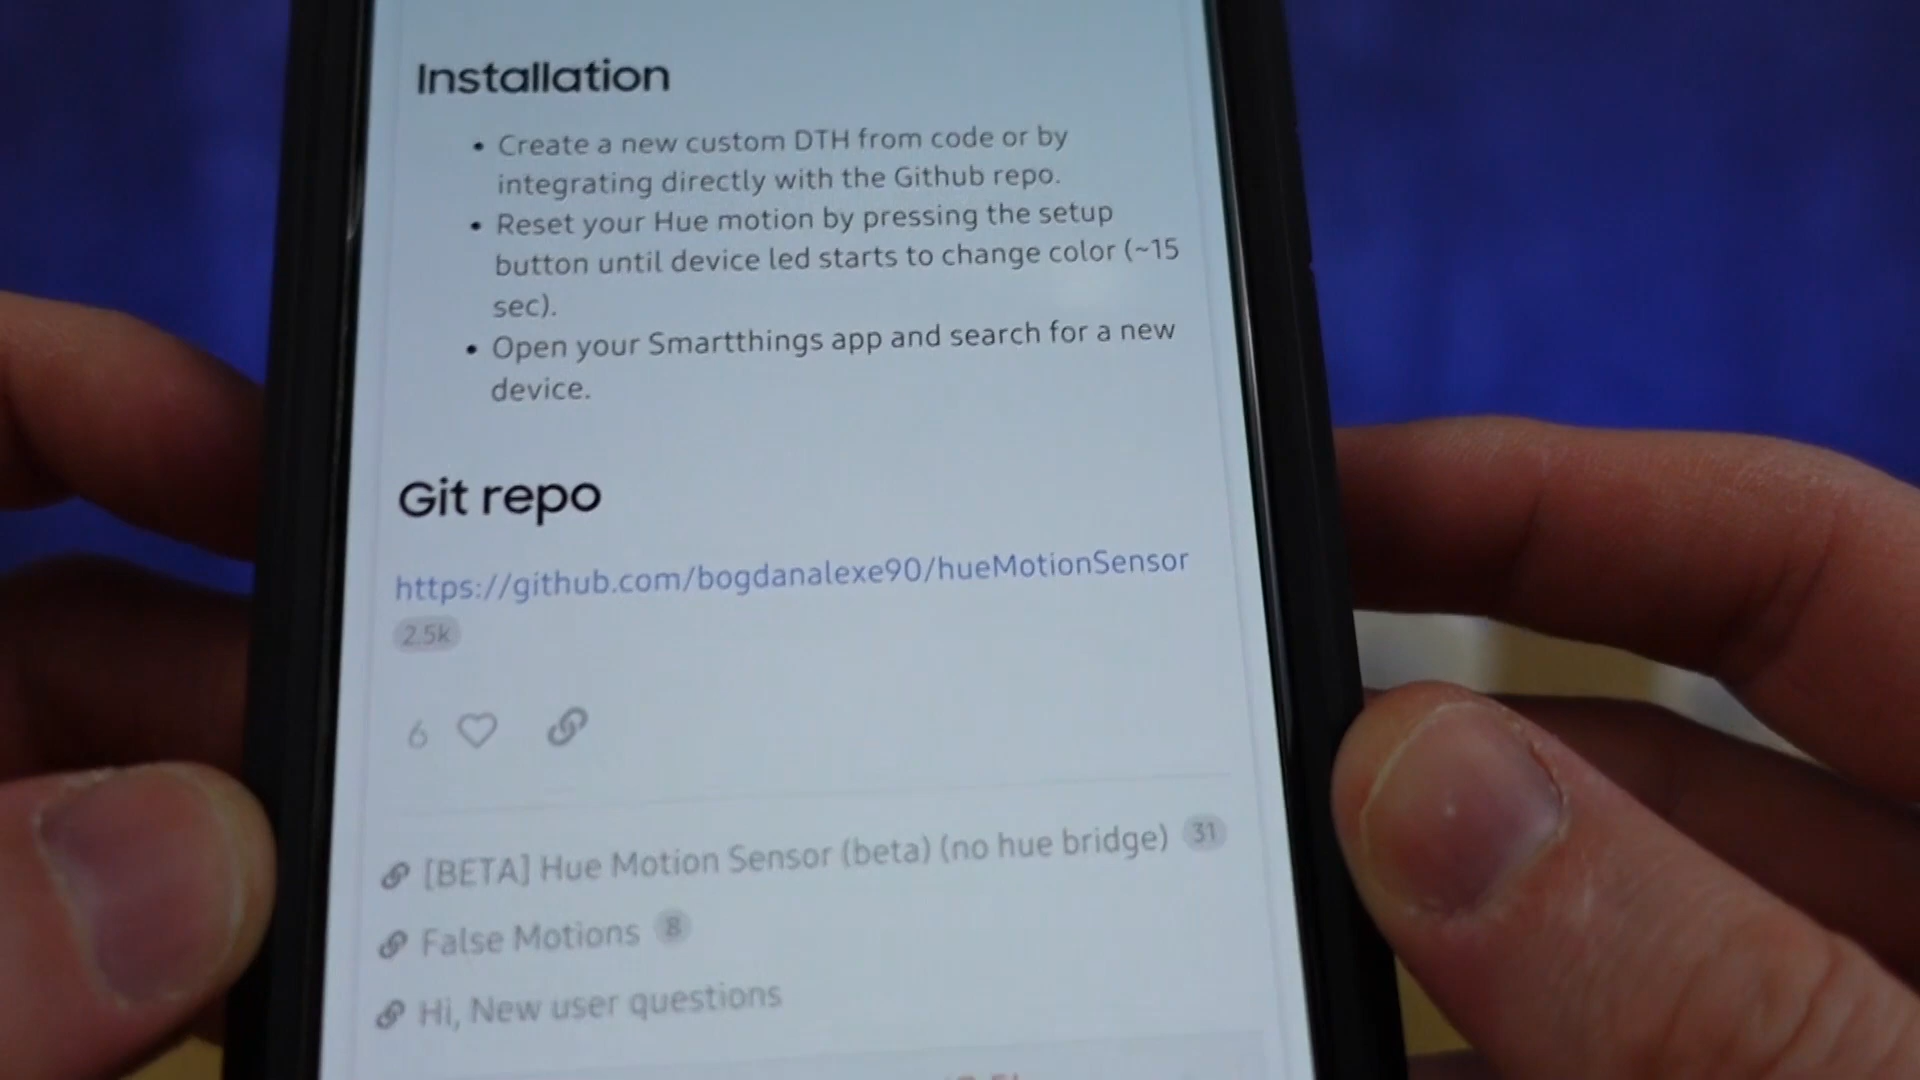 Installation
• Create a new custom DTH from code or by
integrating directly with the Github repo.
• Reset your Hue motion by pressing the setup
button until device led starts to change color (~15
sec).
• Open your Smartthings app and search for a new
device.
Git repo
https://github.com/bogdanalexe90/hueMotionSensor
2.5k
6
[BETA] Hue Motion Sensor (beta) (no hue bridge) 31
False Motions 8
Hi, New user questions